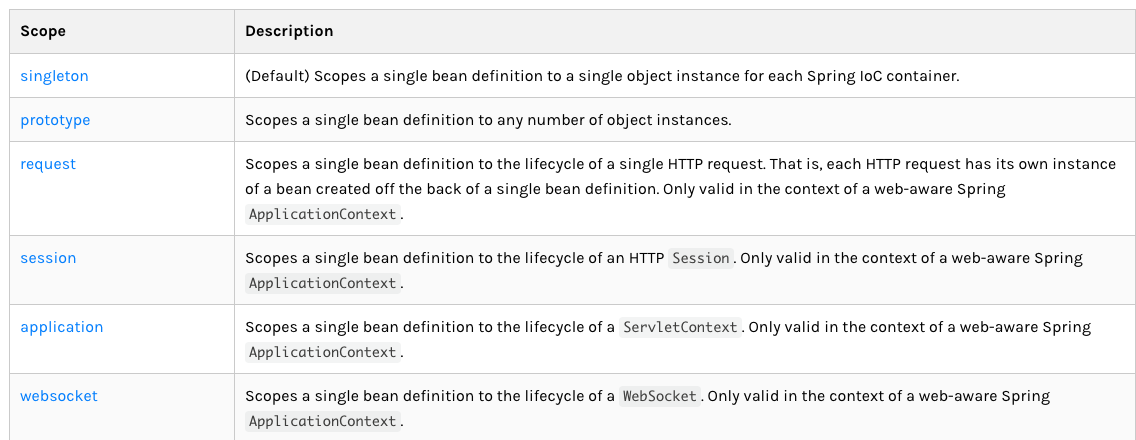 Scope Description
singleton (Default) Scopes a single bean definition to a single object instance for each Spring IoC container.
prototype Scopes a single bean definition to any number of object instances.
request Scopes a single bean definition to the lifecycle of a single HTTP request. That is, each HTTP request has its own instance
of a bean created off the back of a single bean definition. Only valid in the context of a web-aware Spring
ApplicationContext.
session Scopes a single bean definition to the lifecycle of an HTTP Session. Only valid in the context of a web-aware Spring
ApplicationContext.
application Scopes a single bean definition to the lifecycle of a ServletContext. Only valid in the context of a web-aware Spring
ApplicationContext.
websocket Scopes a single bean definition to the lifecycle of a WebSocket. Only valid in the context of a web-aware Spring
ApplicationContext.